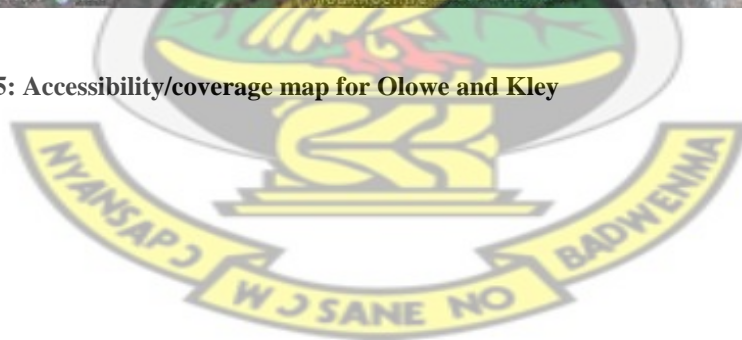 5: Accessibility/coverage map for Olowe and Kley
NYANSAPƆ
WƆSANE NO
BADWENMA